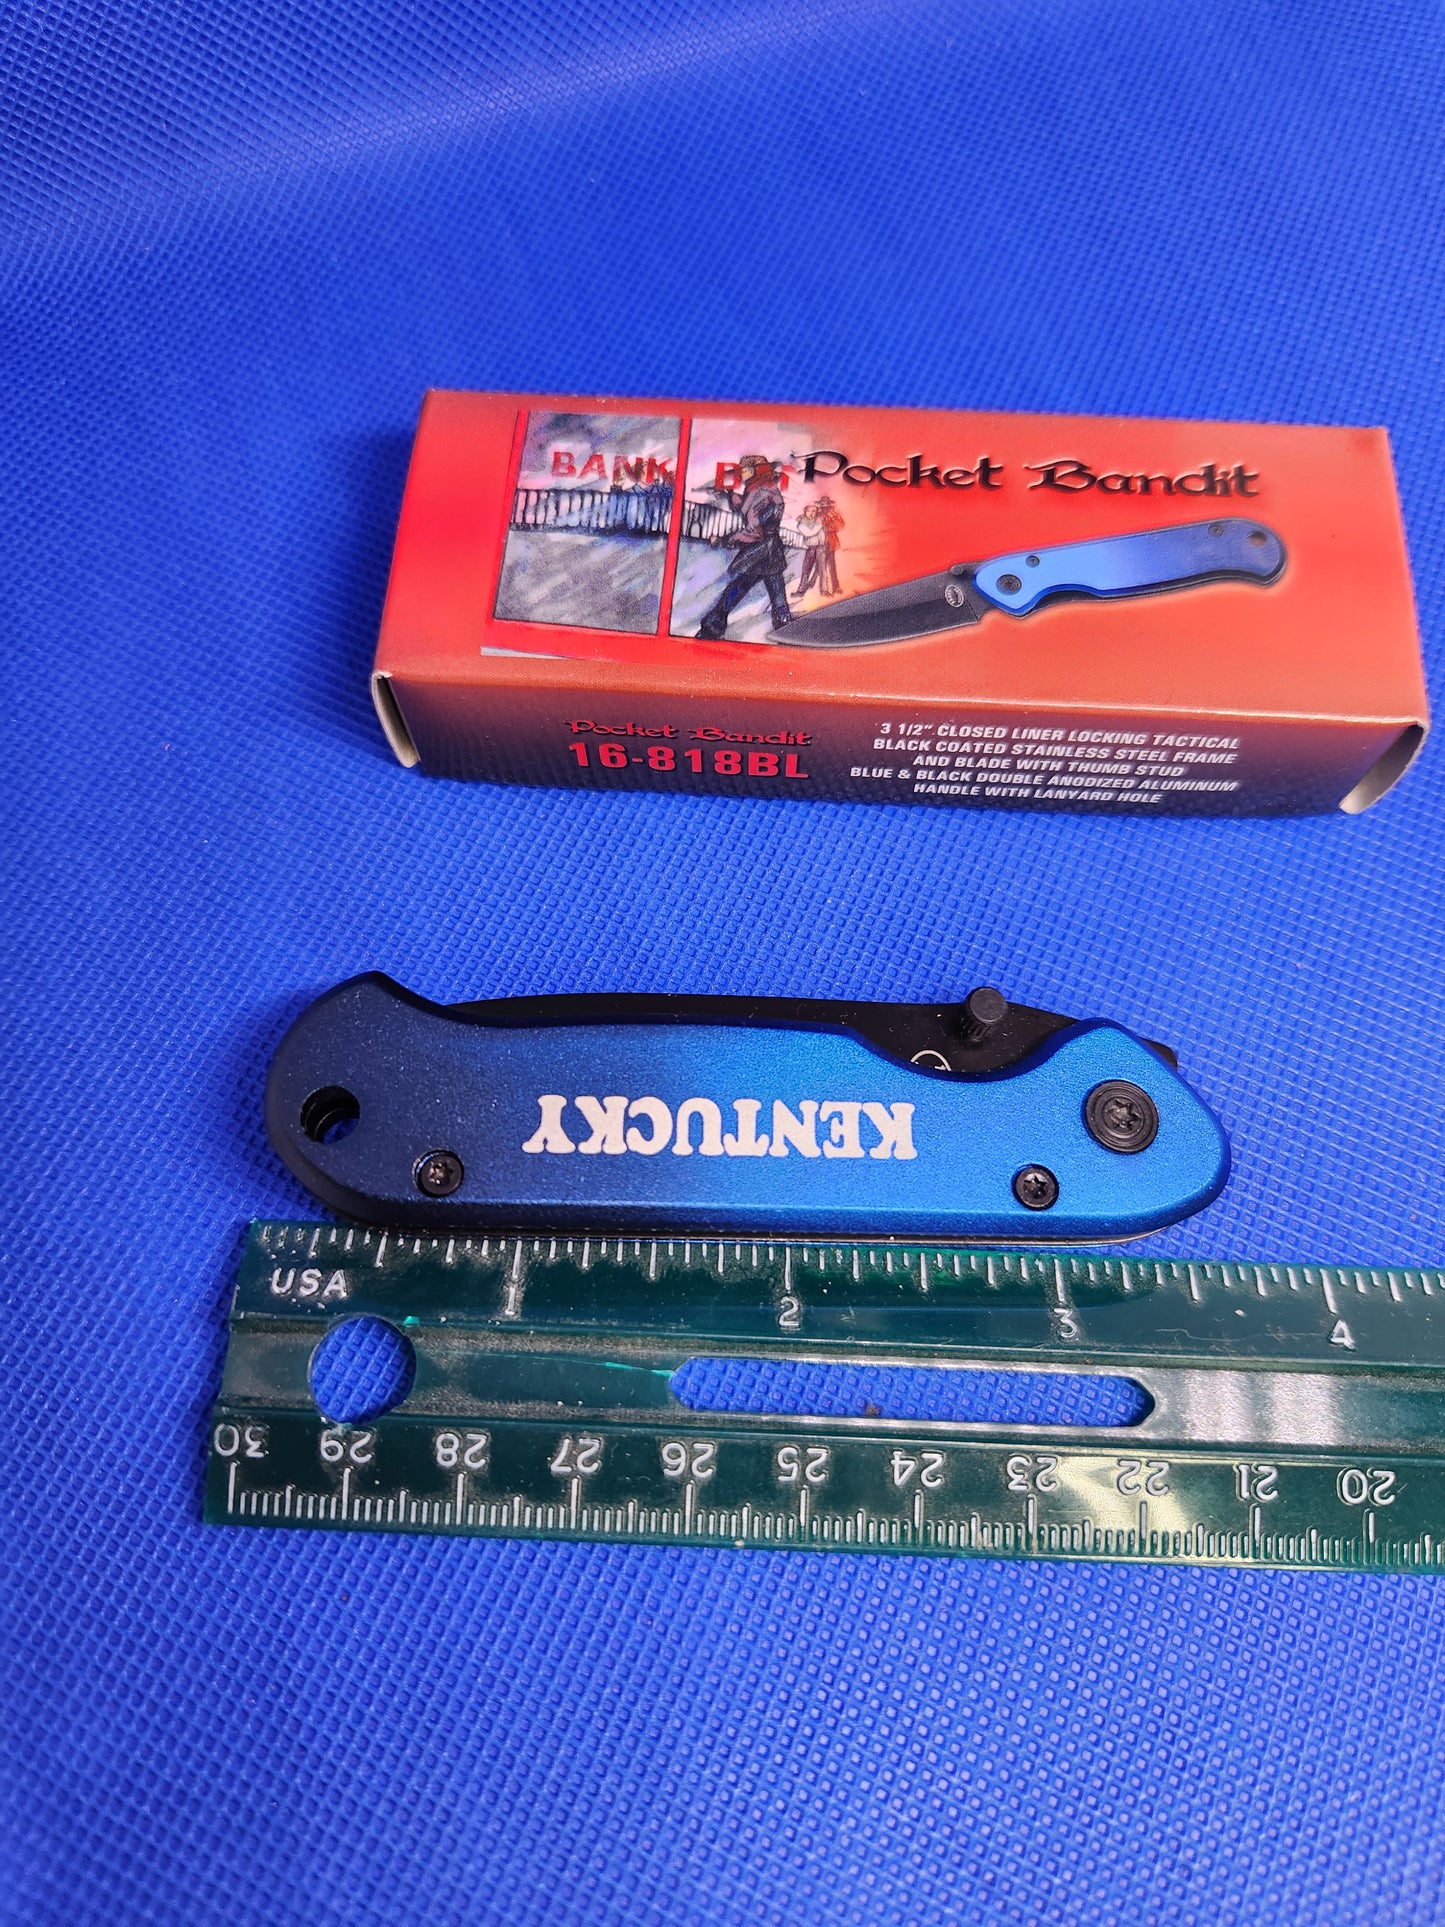 BANK
Pocket Bandit
Pocket Bandit
16-818BL
3 1/2" CLOSED LINER LOCKING TACTICAL
BLACK COATED STAINLESS STEEL FRAME
AND BLADE WITH THUMB STUD
BLUE & BLACK DOUBLE ANODIZED ALUMINUM
HANDLE WITH LANYARD HOLE
KENTUCKY
USA
1 2 3 4
30 29 28 27 26 25 24 23 22 21 20